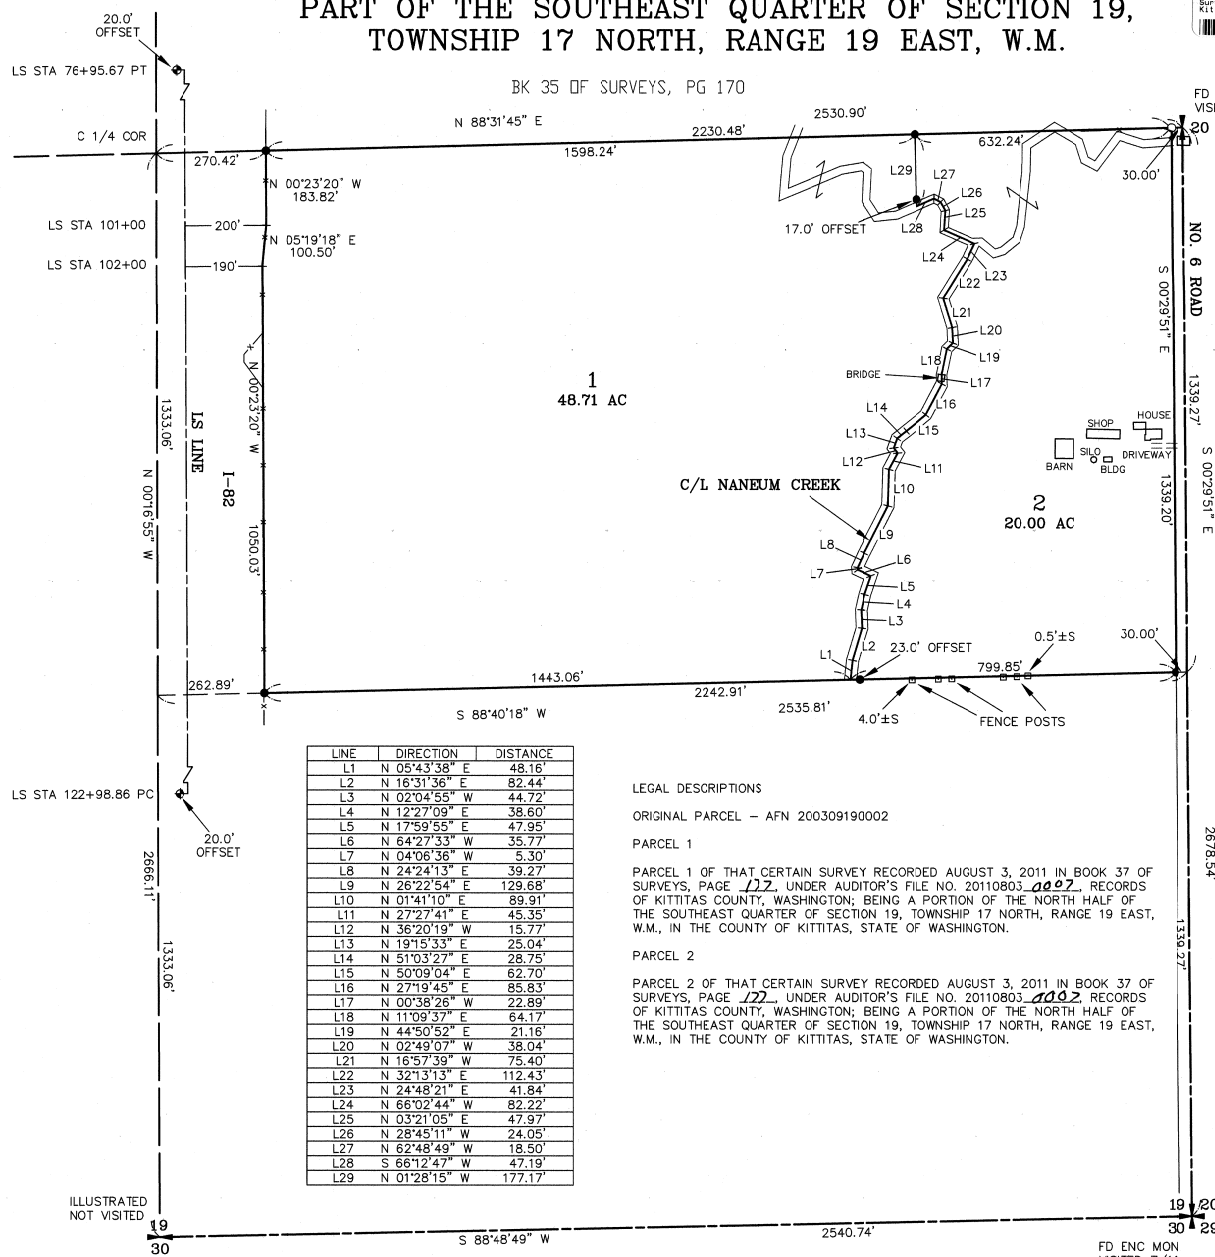 PART OF THE SOUTHEAST QUARTER OF SECTION 19,
TOWNSHIP 17 NORTH, RANGE 19 EAST, W.M.
BK 35 OF SURVEYS, PG 170
20.0'
OFFSET
LS STA 76+95.67 PT
C 1/4 COR
N 88°31'45" E
2530.90'
2230.48'
1598.24'
632.24'
270.42'
30.00'
FD
20
N 00°23'20" W
183.82'
LS STA 101+00
200'
N 05°19'18" E
100.50'
LS STA 102+00
190'
L29
L27
L26
L25
17.0' OFFSET
L28
L24
L23
L22
L21
L20
L19
L18
BRIDGE
L17
L16
L14
L15
L13
L12
L11
L10
C/L NANEUM CREEK
L9
L8
L6
L7
L5
L4
L3
L1
L2
23.0' OFFSET
NO. 6 ROAD
S 00°29'51" E
1339.27'
1339.20'
S 00°29'51" E
1
48.71 AC
HOUSE
SHOP
SILO
DRIVEWAY
BARN
BLDG
2
20.00 AC
1333.06'
LS LINE
I-82
N 00°23'20" W
1050.03'
N 00°16'55" W
0.5'±S
30.00'
799.85'
262.89'
1443.06'
2242.91'
2535.81'
S 88°40'18" W
4.0'±S
FENCE POSTS
LS STA 122+98.86 PC
20.0'
OFFSET
2666.11'
1333.06'
2678.54'
1339.27'
LINE DIRECTION DISTANCE
L1 N 05°43'38" E 48.16'
L2 N 16°31'36" E 82.44'
L3 N 02°04'55" W 44.72'
L4 N 12°27'09" E 38.60'
L5 N 17°59'55" E 47.95'
L6 N 64°27'33" W 35.77'
L7 N 04°06'36" W 5.30'
L8 N 24°24'13" E 39.27'
L9 N 26°22'54" E 129.68'
L10 N 01°41'10" E 89.91'
L11 N 27°27'41" E 45.35'
L12 N 36°20'19" W 15.77'
L13 N 19°15'33" E 25.04'
L14 N 51°03'27" E 28.75'
L15 N 50°09'04" E 62.70'
L16 N 27°19'45" E 85.83'
L17 N 00°38'26" W 22.89'
L18 N 11°09'37" E 64.17'
L19 N 44°50'52" E 21.16'
L20 N 02°49'07" W 38.04'
L21 N 16°57'39" W 75.40'
L22 N 32°13'13" E 112.43'
L23 N 24°48'21" E 41.84'
L24 N 66°02'44" W 82.22'
L25 N 03°21'05" E 47.97'
L26 N 28°45'11" W 24.05'
L27 N 62°48'49" W 18.50'
L28 S 66°12'47" W 47.19'
L29 N 01°28'15" W 177.17'
LEGAL DESCRIPTIONS
ORIGINAL PARCEL – AFN 200309190002
PARCEL 1
PARCEL 1 OF THAT CERTAIN SURVEY RECORDED AUGUST 3, 2011 IN BOOK 37 OF
SURVEYS, PAGE 177, UNDER AUDITOR'S FILE NO. 20110803 0007, RECORDS
OF KITTITAS COUNTY, WASHINGTON; BEING A PORTION OF THE NORTH HALF OF
THE SOUTHEAST QUARTER OF SECTION 19, TOWNSHIP 17 NORTH, RANGE 19 EAST,
W.M., IN THE COUNTY OF KITTITAS, STATE OF WASHINGTON.
PARCEL 2
PARCEL 2 OF THAT CERTAIN SURVEY RECORDED AUGUST 3, 2011 IN BOOK 37 OF
SURVEYS, PAGE 177, UNDER AUDITOR'S FILE NO. 20110803 0007, RECORDS
OF KITTITAS COUNTY, WASHINGTON; BEING A PORTION OF THE NORTH HALF OF
THE SOUTHEAST QUARTER OF SECTION 19, TOWNSHIP 17 NORTH, RANGE 19 EAST,
W.M., IN THE COUNTY OF KITTITAS, STATE OF WASHINGTON.
ILLUSTRATED
NOT VISITED
19
30
S 88°48'49" W
2540.74'
19 20
30 29
FD ENC MON